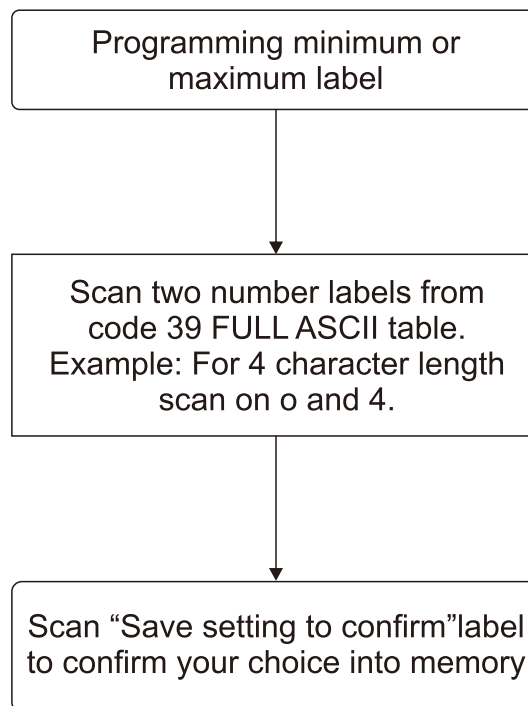 Programming minimum or
maximum label
Scan two number labels from
code 39 FULL ASCII table.
Example: For 4 character length
scan on o and 4.
Scan “Save setting to confirm”label
to confirm your choice into memory